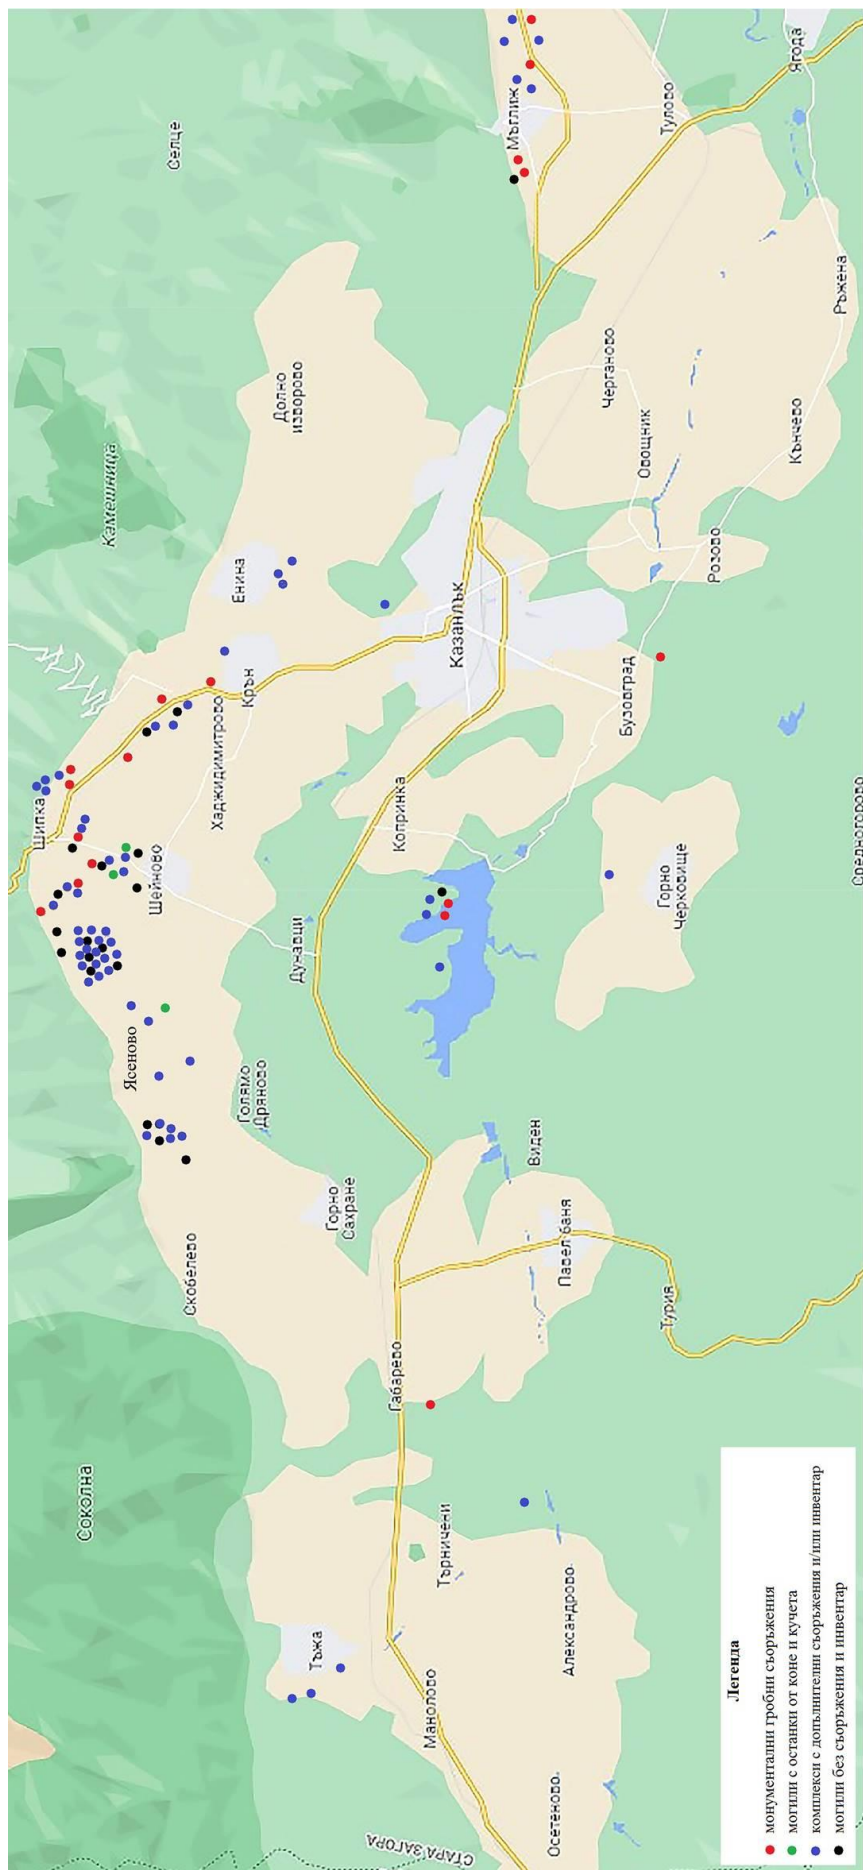 Соколна
СТАРА ЗАГОРА
Осетеново
Манолово
Тъжа
Александрово
Търничени
Габарево
Турия
Павел баня
Виден
Скобелево
Горно
Сахране
Голямо
Дряново
Ясеново
Дунавци
Шейново
Шипка
Хаджидимитрово
Крън
Енина
Камешница
Селце
Долно
изворово
Копринка
Казанлък
Горно
Черковище
Средногорово
Бузовград
Розово
Овощник
Черганово
Кънчево
Ръжена
Мъглиж
Тулово
Ягода
Легенда
монументални гробни съоръжения
могили с останки от коне и кучета
комплекси с допълнителни съоръжения и/или инвентар
могили без съоръжения и инвентар